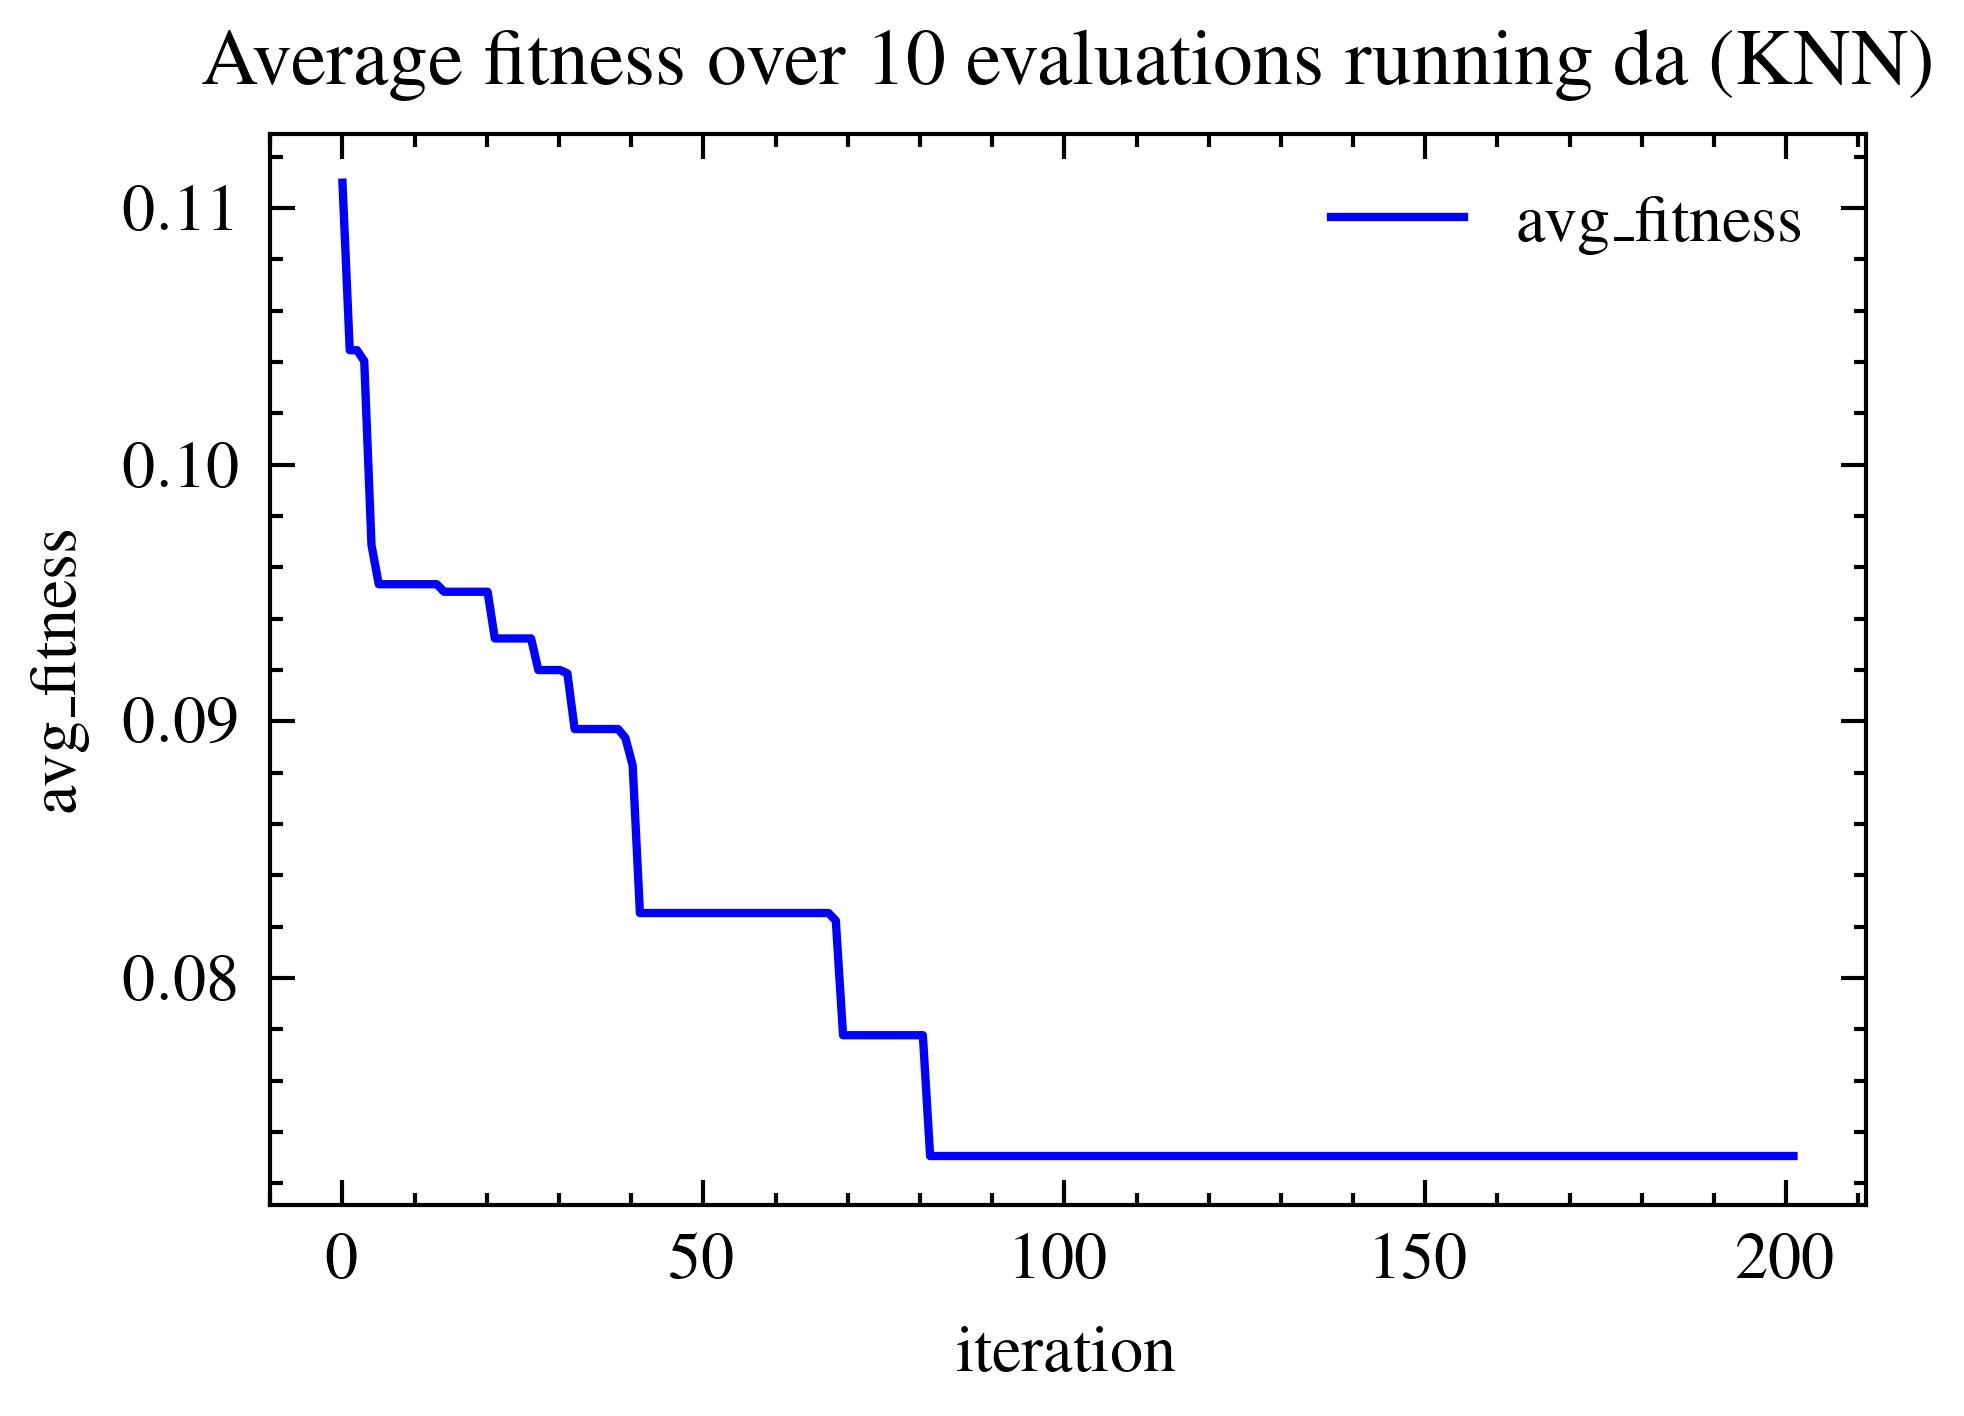 Average fitness over 10 evaluations running da (KNN)
avg_fitness
0.11
0.10
0.09
0.08
avg_fitness
0
50
100
150
200
iteration